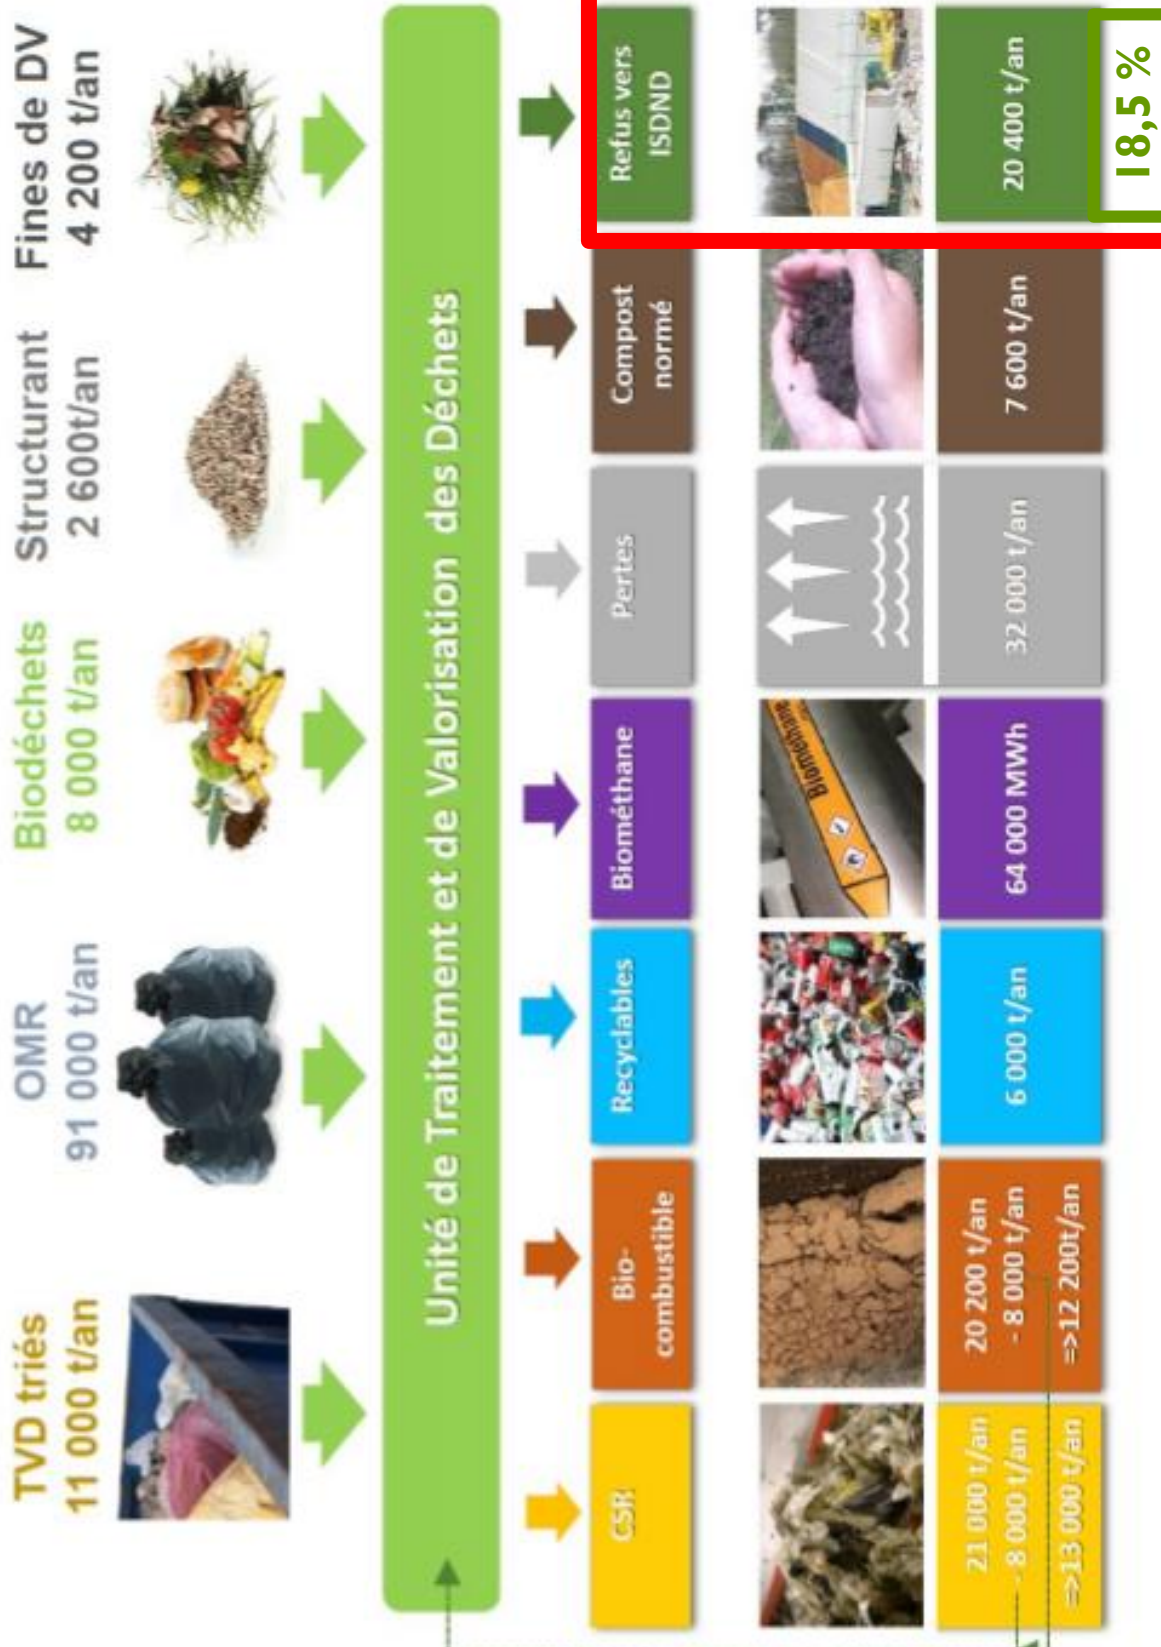 TVD triés
11 000 t/an
OMR
91 000 t/an
Biodéchets
8 000 t/an
Structurant
2 600t/an
Fines de DV
4 200 t/an
Unité de Traitement et de Valorisation des Déchets
CSR
Bio-
combustible
Recyclables
Biométhane
Pertes
Compost
normé
Refus vers
ISDND
Biométhane
21 000 t/an
- 8 000 t/an
=>13 000 t/an
20 200 t/an
- 8 000 t/an
=>12 200t/an
6 000 t/an
64 000 MWh
32 000 t/an
7 600 t/an
20 400 t/an
18,5 %